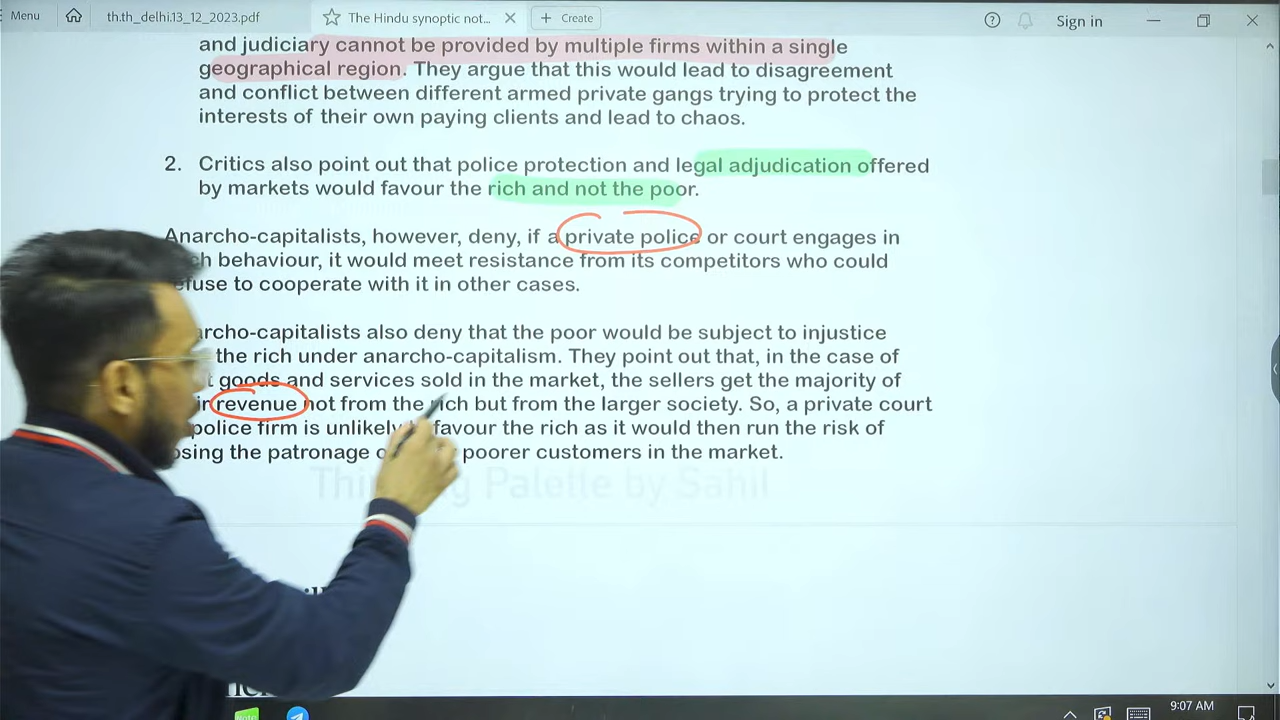 Menu
th.th_delhi.13_12_2023.pdf
The Hindu synoptic not...
Create
Sign in
and judiciary cannot be provided by multiple firms within a single
geographical region. They argue that this would lead to disagreement
and conflict between different armed private gangs trying to protect the
interests of their own paying clients and lead to chaos.
2. Critics also point out that police protection and legal adjudication offered
by markets would favour the rich and not the poor.
Anarcho-capitalists, however, deny, if a private police or court engages in
behaviour, it would meet resistance from its competitors who could
to cooperate with it in other cases.
also deny that the poor would be subject to injustice
the rich under anarcho-capitalism. They point out that, in the case of
goods and services sold in the market, the sellers get the majority of
revenue not from the rich but from the larger society. So, a private court
police firm is unlikely favour the rich as it would then run the risk of
the patronage poorer customers in the market.
Palette by Sahil
9:07 AM